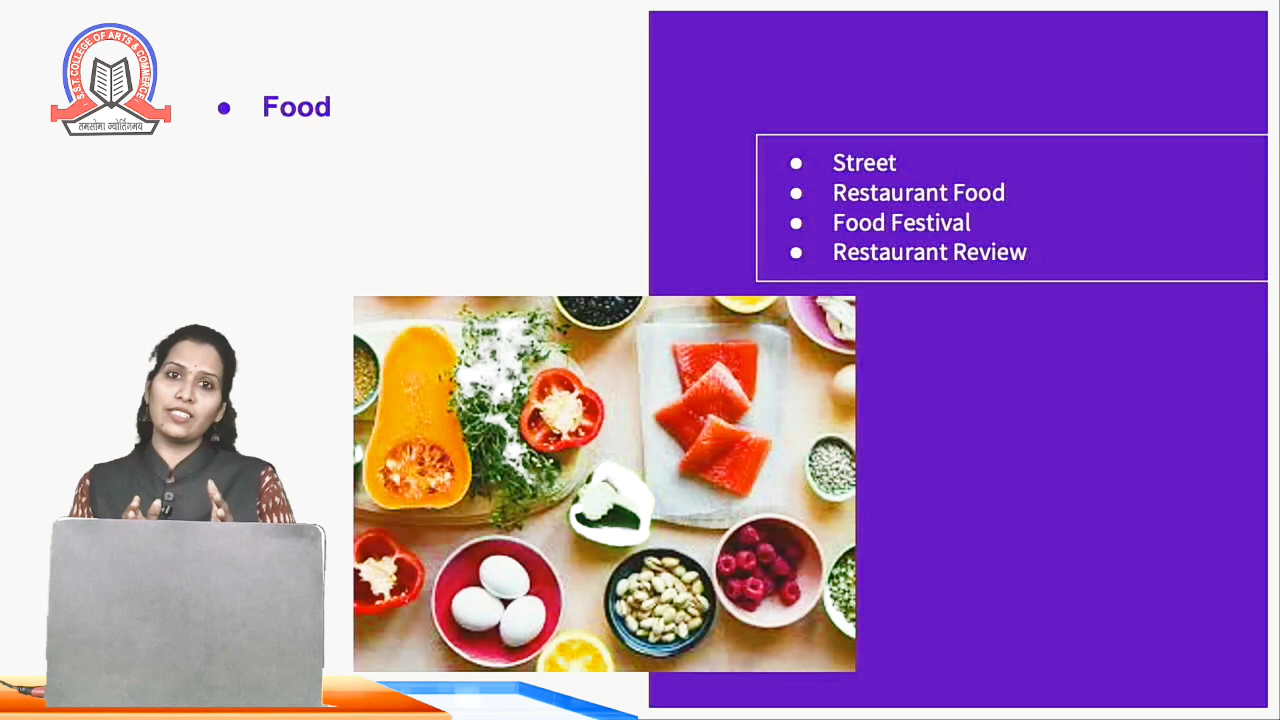 S.S.T. COLLEGE OF ARTS & COMMERCE
तमसोमा ज्योर्तिगमय
● Food
● Street
● Restaurant Food
● Food Festival
● Restaurant Review